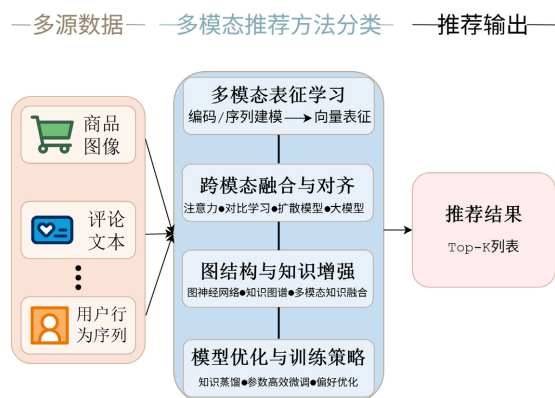 多源数据
多模态推荐方法分类
推荐输出
商品
图像
评论
文本
用户行
为序列
多模态表征学习
编码/序列建模→向量表征
跨模态融合与对齐
注意力●对比学习●扩散模型●大模型
图结构与知识增强
图神经网络●知识图谱●多模态知识融合
模型优化与训练策略
知识蒸馏●参数高效微调●偏好优化
推荐结果
Top-K列表